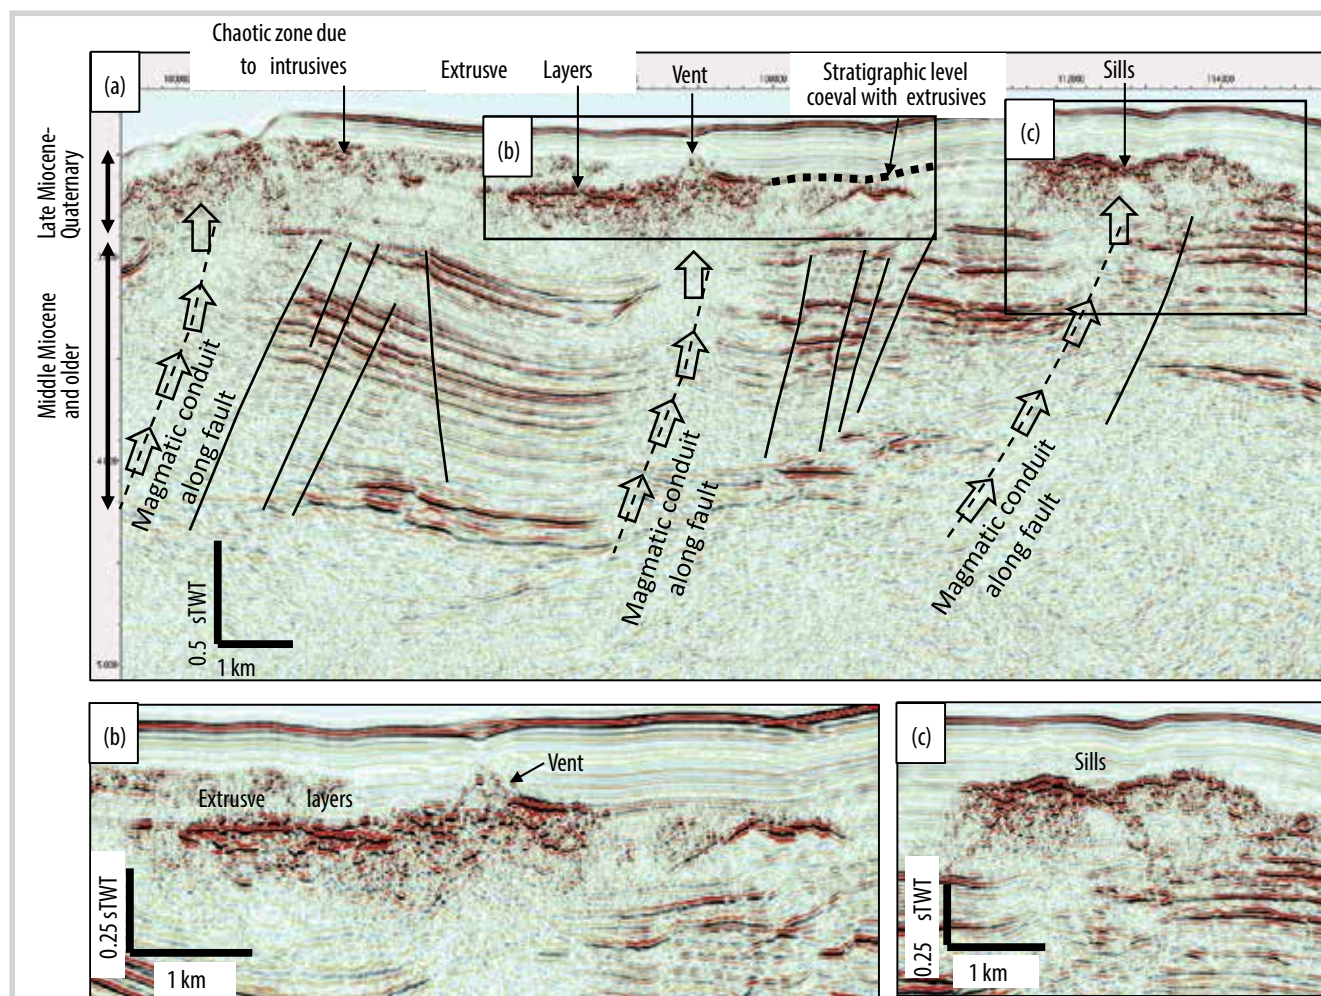 Chaotic zone due
to intrusives
Extrusve Layers
Vent
Stratigraphic level
coeval with extrusives
Sills
(a)
(b)
(c)
Late Miocene-
Quaternary
Middle Miocene
and older
Magmatic conduit
along fault
Magmatic conduit
along fault
Magmatic conduit
along fault
0.5 sTWT
1 km
(b)
Vent
Extrusve layers
0.25 sTWT
1 km
(c)
Sills
0.25 sTWT
1 km